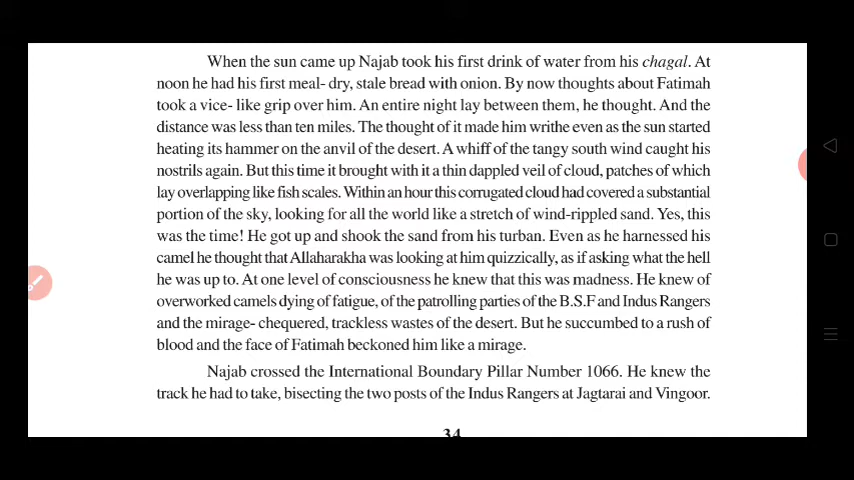 When the sun came up Najab took his first drink of water from his chagal. At
noon he had his first meal- dry, stale bread with onion. By now thoughts about Fatimah
took a vice- like grip over him. An entire night lay between them, he thought. And the
distance was less than ten miles. The thought of it made him writhe even as the sun started
heating its hammer on the anvil of the desert. A whiff of the tangy south wind caught his
nostrils again. But this time it brought with it a thin dappled veil of cloud, patches of which
lay overlapping like fish scales. Within an hour this corrugated cloud had covered a substantial
portion of the sky, looking for all the world like a stretch of wind-rippled sand. Yes, this
was the time! He got up and shook the sand from his turban. Even as he harnessed his
camel he thought that Allaharakha was looking at him quizzically, as if asking what the hell
he was up to. At one level of consciousness he knew that this was madness. He knew of
overworked camels dying of fatigue, of the patrolling parties of the B.S.F and Indus Rangers
and the mirage- chequered, trackless wastes of the desert. But he succumbed to a rush of
blood and the face of Fatimah beckoned him like a mirage.
Najab crossed the International Boundary Pillar Number 1066. He knew the
track he had to take, bisecting the two posts of the Indus Rangers at Jagtarai and Vingoor.
34